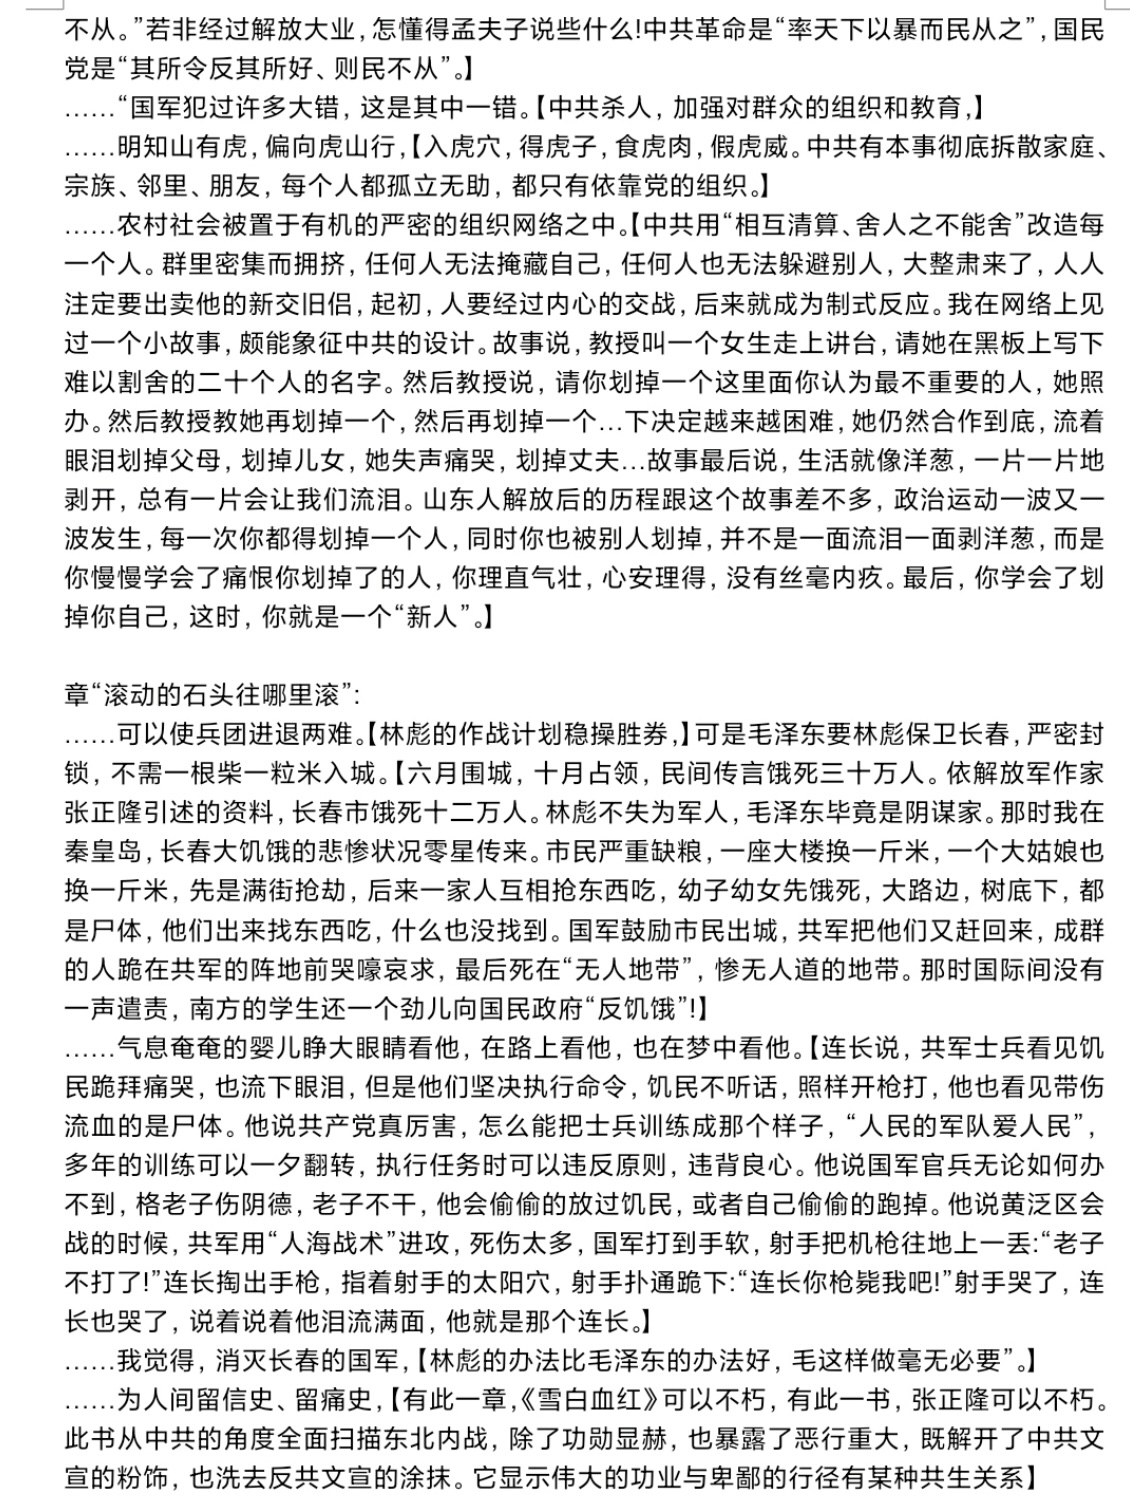 不从。”若非经过解放大业，怎懂得孟夫子说些什么!中共革命是“率天下以暴而民从之”，国民
党是“其所令反其所好、则民不从”。】
……“国军犯过许多大错，这是其中一错。【中共杀人，加强对群众的组织和教育，】
……明知山有虎，偏向虎山行，【入虎穴，得虎子，食虎肉，假虎威。中共有本事彻底拆散家庭、
宗族、邻里、朋友，每个人都孤立无助，都只有依靠党的组织。】
……农村社会被置于有机的严密的组织网络之中。【中共用“相互清算、舍人之不能舍”改造每
一个人。群里密集而拥挤，任何人无法掩藏自己，任何人也无法躲避别人，大整肃来了，人人
注定要出卖他的新交旧侣，起初，人要经过内心的交战，后来就成为制式反应。我在网络上见
过一个小故事，颇能象征中共的设计。故事说，教授叫一个女生走上讲台，请她在黑板上写下
难以割舍的二十个人的名字。然后教授说，请你划掉一个这里面你认为最不重要的人，她照
办。然后教授教她再划掉一个，然后再划掉一个…下决定越来越困难，她仍然合作到底，流着
眼泪划掉父母，划掉儿女，她失声痛哭，划掉丈夫…故事最后说，生活就像洋葱，一片一片地
剥开，总有一片会让我们流泪。山东人解放后的历程跟这个故事差不多，政治运动一波又一
波发生，每一次你都得划掉一个人，同时你也被别人划掉，并不是一面流泪一面剥洋葱，而是
你慢慢学会了痛恨你划掉了的人，你理直气壮，心安理得，没有丝毫内疚。最后，你学会了划
掉你自己，这时，你就是一个“新人”。】
章“滚动的石头往哪里滚”:
……可以使兵团进退两难。【林彪的作战计划稳操胜券，】可是毛泽东要林彪保卫长春，严密封
锁，不需一根柴一粒米入城。【六月围城，十月占领，民间传言饿死三十万人。依解放军作家
张正隆引述的资料，长春市饿死十二万人。林彪不失为军人，毛泽东毕竟是阴谋家。那时我在
秦皇岛，长春大饥饿的悲惨状况零星传来。市民严重缺粮，一座大楼换一斤米，一个大姑娘也
换一斤米，先是满街抢劫，后来一家人互相抢东西吃，幼子幼女先饿死，大路边，树底下，都
是尸体，他们出来找东西吃，什么也没找到。国军鼓励市民出城，共军把他们又赶回来，成群
的人跪在共军的阵地前哭嚎哀求，最后死在“无人地带”，惨无人道的地带。那时国际间没有
一声谴责，南方的学生还一个劲儿向国民政府“反饥饿”!】
……气息奄奄的婴儿睁大眼睛看他，在路上看他，也在梦中看他。【连长说，共军士兵看见饥
民跪拜痛哭，也流下眼泪，但是他们坚决执行命令，饥民不听话，照样开枪打，他也看见带伤
流血的是尸体。他说共产党真厉害，怎么能把士兵训练成那个样子，“人民的军队爱人民”，
多年的训练可以一夕翻转，执行任务时可以违反原则，违背良心。他说国军官兵无论如何办
不到，格老子伤阴德，老子不干，他会偷偷的放过饥民，或者自己偷偷的跑掉。他说黄泛区会
战的时候，共军用“人海战术”进攻，死伤太多，国军打到手软，射手把机枪往地上一丢:“老子
不打了!”连长掏出手枪，指着射手的太阳穴，射手扑通跪下:“连长你枪毙我吧!”射手哭了，连
长也哭了，说着说着他泪流满面，他就是那个连长。】
……我觉得，消灭长春的国军，【林彪的办法比毛泽东的办法好，毛这样做毫无必要”。】
……为人间留信史、留痛史，【有此一章，《雪白血红》可以不朽，有此一书，张正隆可以不朽。
此书从中共的角度全面扫描东北内战，除了功勋显赫，也暴露了恶行重大，既解开了中共文
宣的粉饰，也洗去反共文宣的涂抹。它显示伟大的功业与卑鄙的行径有某种共生关系】